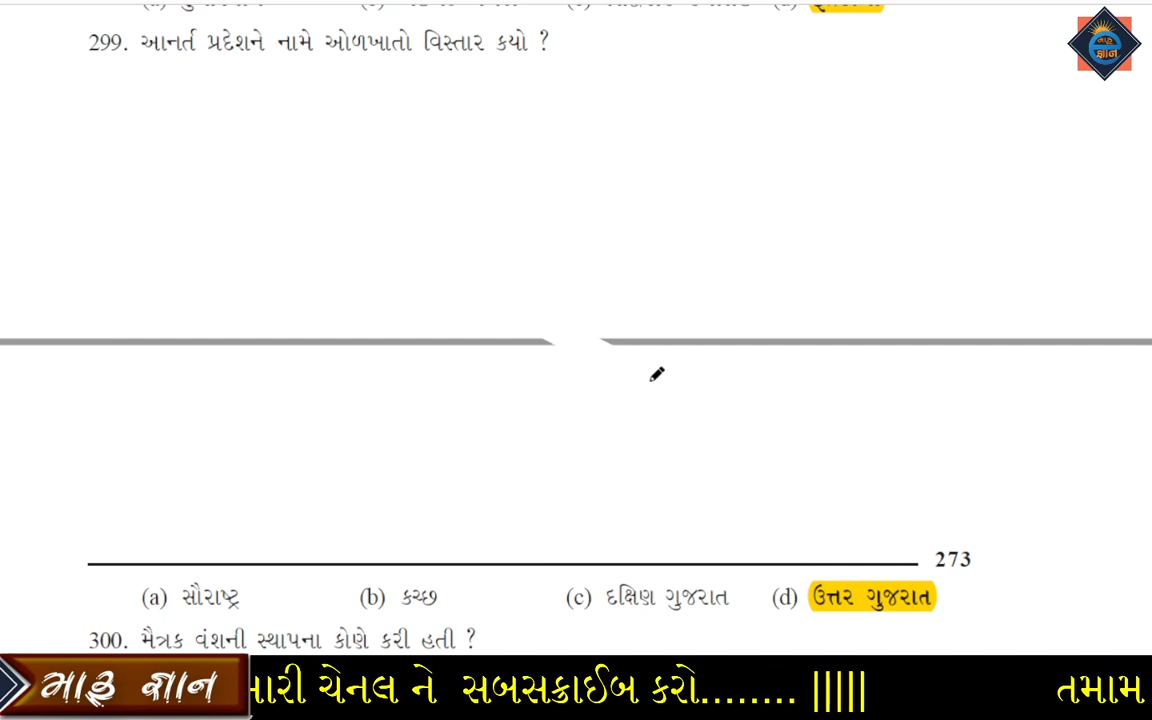 299. આનર્ત પ્રદેશને નામે ઓળખાતો વિસ્તાર કયો ?
મારૂ
જ્ઞાન
273
(a) સૌરાષ્ટ્ર (b) કચ્છ (c) દક્ષિણ ગુજરાત (d) ઉત્તર ગુજરાત
300. મૈત્રક વંશની સ્થાપના કોણે કરી હતી ?
મારૂ જ્ઞાન
મારી ચેનલ ને સબસક્રાઈબ કરો........ ||||| તમામ